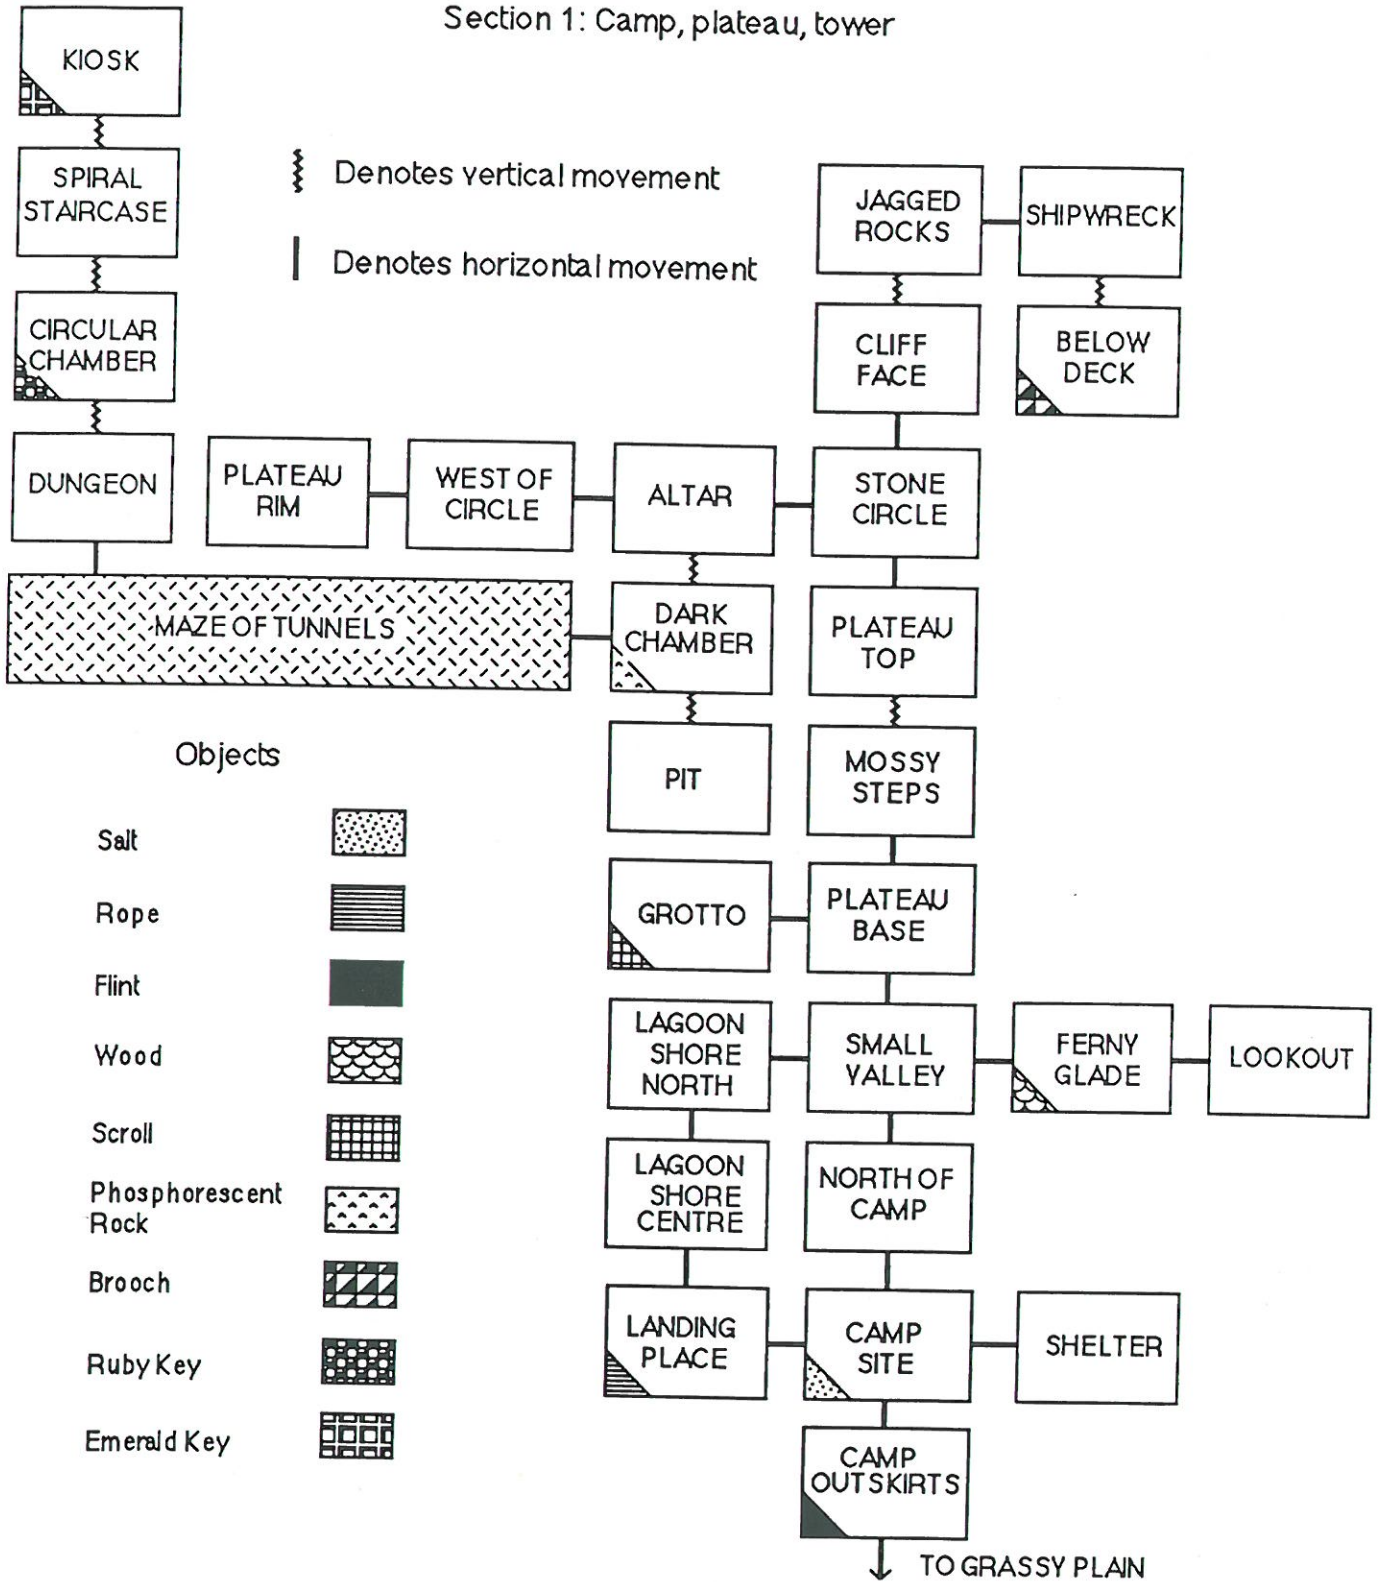 Section 1: Camp, plateau, tower
KIOSK
SPIRAL
STAIRCASE
Denotes vertical movement
Denotes horizontal movement
JAGGED
ROCKS
SHIPWRECK
CIRCULAR
CHAMBER
CLIFF
FACE
BELOW
DECK
DUNGEON
PLATEAU
RIM
WEST OF
CIRCLE
ALTAR
STONE
CIRCLE
MAZE OF TUNNELS
DARK
CHAMBER
PLATEAU
TOP
PIT
MOSSY
STEPS
GROTTO
PLATEAU
BASE
LAGOON
SHORE
NORTH
SMALL
VALLEY
FERNY
GLADE
LOOKOUT
LAGOON
SHORE
CENTRE
NORTH OF
CAMP
LANDING
PLACE
CAMP
SITE
SHELTER
CAMP
OUTSKIRTS
TO GRASSY PLAIN
Objects
Salt
Rope
Flint
Wood
Scroll
Phosphorescent
Rock
Brooch
Ruby Key
Emerald Key